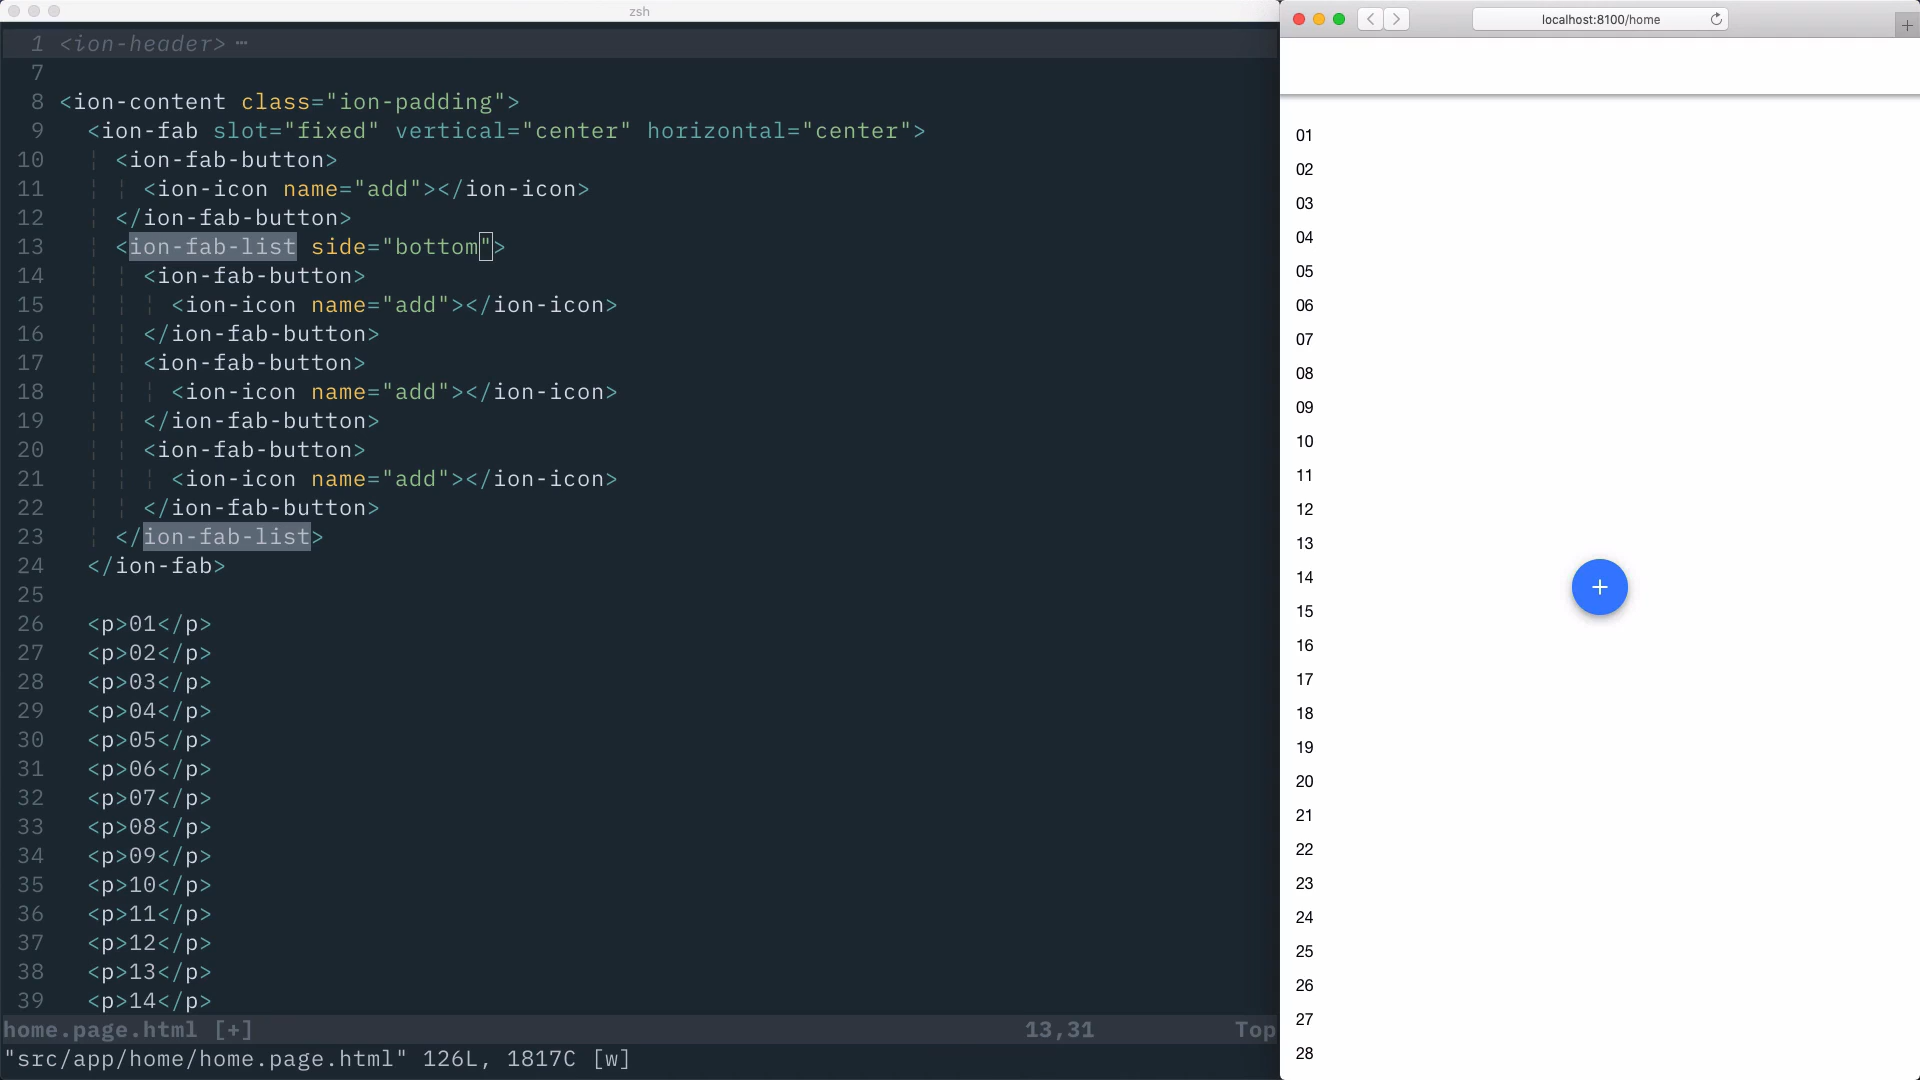 zsh
1 <ion-header> ⋯
7
8 <ion-content class="ion-padding">
9   <ion-fab slot="fixed" vertical="center" horizontal="center">
10     <ion-fab-button>
11       <ion-icon name="add"></ion-icon>
12     </ion-fab-button>
13     <ion-fab-list side="bottom">
14       <ion-fab-button>
15         <ion-icon name="add"></ion-icon>
16       </ion-fab-button>
17       <ion-fab-button>
18         <ion-icon name="add"></ion-icon>
19       </ion-fab-button>
20       <ion-fab-button>
21         <ion-icon name="add"></ion-icon>
22       </ion-fab-button>
23     </ion-fab-list>
24   </ion-fab>
25
26   <p>01</p>
27   <p>02</p>
28   <p>03</p>
29   <p>04</p>
30   <p>05</p>
31   <p>06</p>
32   <p>07</p>
33   <p>08</p>
34   <p>09</p>
35   <p>10</p>
36   <p>11</p>
37   <p>12</p>
38   <p>13</p>
39   <p>14</p>
home.page.html [+] 13,31 Top
"src/app/home/home.page.html" 126L, 1817C [w]
localhost:8100/home
01
02
03
04
05
06
07
08
09
10
11
12
13
14
15
16
17
18
19
20
21
22
23
24
25
26
27
28